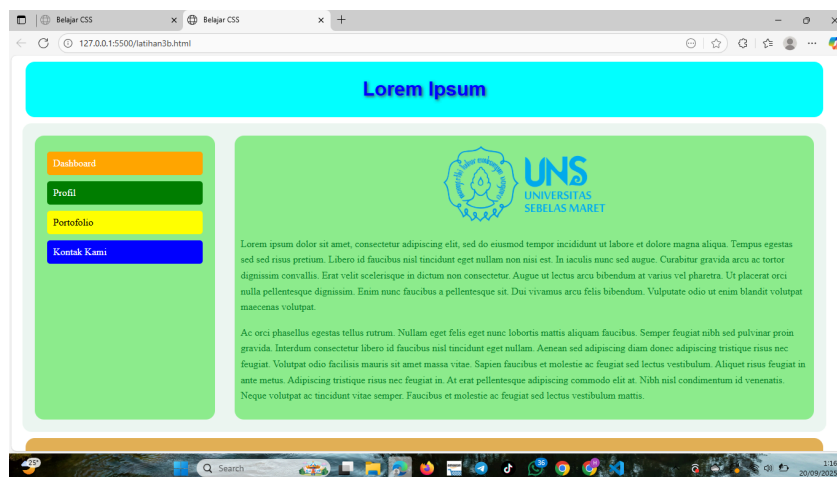 Belajar CSS
Belajar CSS
127.0.0.1:5500/latihan3b.html
Lorem Ipsum
Dashboard
Profil
Portofolio
Kontak Kami
UNS
UNIVERSITAS
SEBELAS MARET
Lorem ipsum dolor sit amet, consectetur adipiscing elit, sed do eiusmod tempor incididunt ut labore et dolore magna aliqua. Tempus egestas
sed sed risus pretium. Libero id faucibus nisl tincidunt eget nullam non nisi est. In iaculis nunc sed augue. Curabitur gravida arcu ac tortor
dignissim convallis. Erat velit scelerisque in dictum non consectetur. Augue ut lectus arcu bibendum at varius vel pharetra. Ut placerat orci
nulla pellentesque dignissim. Enim nunc faucibus a pellentesque sit. Dui vivamus arcu felis bibendum. Vulputate odio ut enim blandit volutpat
maecenas volutpat.
Ac orci phasellus egestas tellus rutrum. Nullam eget felis eget nunc lobortis mattis aliquam faucibus. Semper feugiat nibh sed pulvinar proin
gravida. Interdum consectetur libero id faucibus nisl tincidunt eget nullam. Aenean sed adipiscing diam donec adipiscing tristique risus nec
feugiat. Volutpat odio facilisis mauris sit amet massa vitae. Sapien faucibus et molestie ac feugiat sed lectus vestibulum. Aliquet risus feugiat in
ante metus. Adipiscing tristique risus nec feugiat in. At erat pellentesque adipiscing commodo elit at. Nibh nisl condimentum id venenatis.
Neque volutpat ac tincidunt vitae semper. Faucibus et molestie ac feugiat sed lectus vestibulum mattis.
25°
Search
36
1:16
20/09/2025